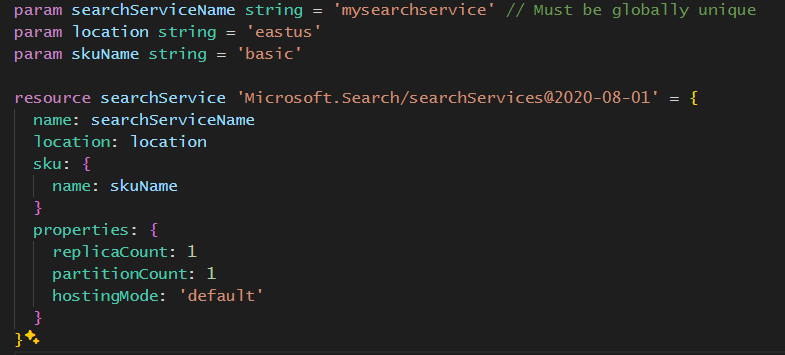 param searchServiceName string = 'mysearchservice' // Must be globally unique
param location string = 'eastus'
param skuName string = 'basic'

resource searchService 'Microsoft.Search/searchServices@2020-08-01' = {
  name: searchServiceName
  location: location
  sku: {
    name: skuName
  }
  properties: {
    replicaCount: 1
    partitionCount: 1
    hostingMode: 'default'
  }
}